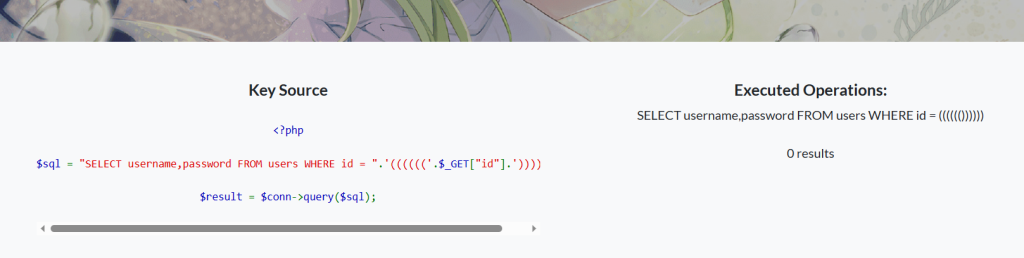 Key Source
<?php
$sql = "SELECT username,password FROM users WHERE id = ".'(((((('.$_GET["id"].'))))
$result = $conn->query($sql);
Executed Operations:
SELECT username,password FROM users WHERE id = (((((())))))
0 results